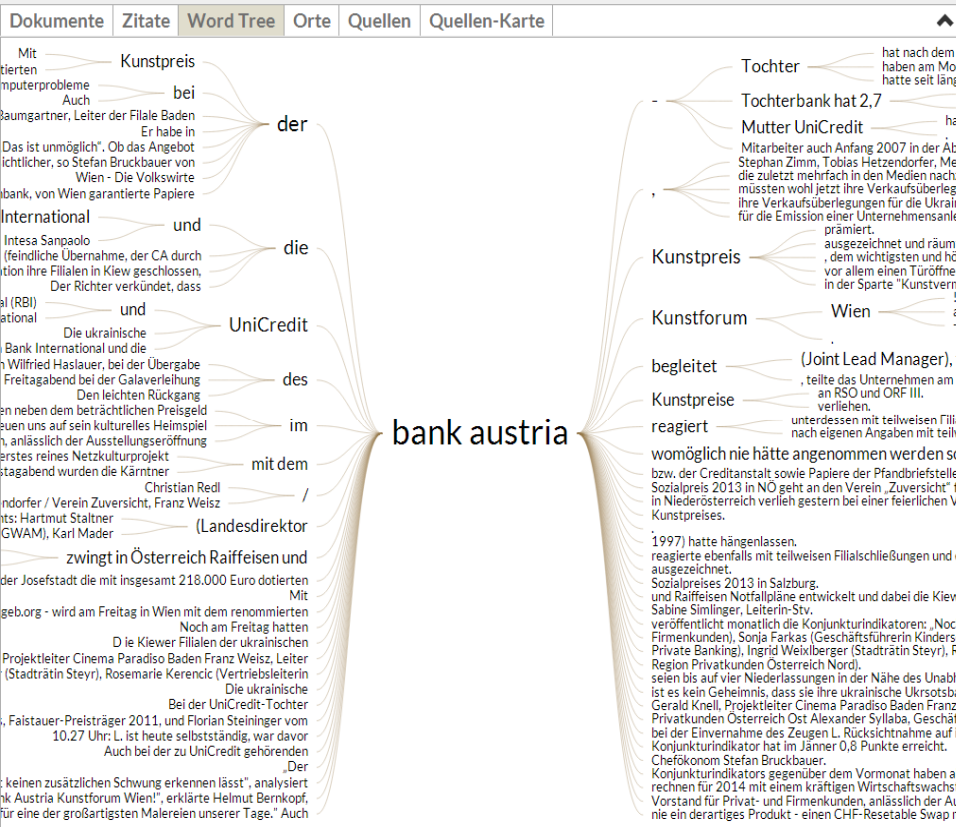 Dokumente Zitate Word Tree Orte Quellen Quellen-Karte
Mit
tierten
Kunstpreis
mputerprobleme
Auch
bei
Baumgartner, Leiter der Filiale Baden
Er habe in
Das ist unmöglich". Ob das Angebot
ichtlicher, so Stefan Bruckbauer von
Wien - Die Volkswirte
nbank, von Wien garantierte Papiere
der
International
Intesa Sanpaolo
und
(feindliche Übernahme, der CA durch
tion ihre Filialen in Kiew geschlossen,
Der Richter verkündet, dass
die
al (RBI)
ational
und
Die ukrainische
Bank International und die
UniCredit
n Wilfried Haslauer, bei der Übergabe
Freitagabend bei der Galaverleihung
Den leichten Rückgang
des
en neben dem beträchtlichen Preisgeld
euen uns auf sein kulturelles Heimspiel
n, anlässlich der Ausstellungseröffnung
im
erstes reines Netzkulturprojekt
stagabend wurden die Kärntner
mit dem
Christian Redl
endorfer / Verein Zuversicht, Franz Weisz
/
nts: Hartmut Staltner
GWAM), Karl Mader
(Landesdirektor
zwingt in Österreich Raiffeisen und
der Josefstadt die mit insgesamt 218.000 Euro dotierten
Mit
geb.org - wird am Freitag in Wien mit dem renommierten
Noch am Freitag hatten
D ie Kiewer Filialen der ukrainischen
Projektleiter Cinema Paradiso Baden Franz Weisz, Leiter
(Stadträtin Steyr), Rosemarie Kerencic (Vertriebsleiterin
Die ukrainische
Bei der UniCredit-Tochter
s, Faistauer-Preisträger 2011, und Florian Steininger vom
10.27 Uhr: L. ist heute selbstständig, war davor
Auch bei der zu UniCredit gehörenden
„Der
t keinen zusätzlichen Schwung erkennen lässt", analysiert
nk Austria Kunstforum Wien!", erklärte Helmut Bernkopf,
für eine der großartigsten Malereien unserer Tage." Auch
bank austria
-
Tochter
hat nach dem
haben am Mo
hatte seit läng
Tochterbank hat 2,7
Mutter UniCredit
ha
,
Mitarbeiter auch Anfang 2007 in der Ab
,
Stephan Zimm, Tobias Hetzendorfer, Me
die zuletzt mehrfach in den Medien nach
müssten wohl jetzt ihre Verkaufsüberleg
ihre Verkaufsüberlegungen für die Ukrai
für die Emission einer Unternehmensanle
Kunstpreis
prämiert.
ausgezeichnet und räum
, dem wichtigsten und hö
vor allem einen Türöffne
in der Sparte "Kunstverm
Kunstforum
Wien
.
begleitet
(Joint Lead Manager),
, teilte das Unternehmen am
Kunstpreise
an RSO und ORF III.
verliehen.
reagiert
unterdessen mit teilweisen Fili
nach eigenen Angaben mit teilw
womöglich nie hätte angenommen werden so
bzw. der Creditanstalt sowie Papiere der Pfandbriefstelle
Sozialpreis 2013 in NÖ geht an den Verein „Zuversicht"
in Niederösterreich verlieh gestern bei einer feierlichen V
Kunstpreises.
.
1997) hatte hängenlassen.
reagierte ebenfalls mit teilweisen Filialschließungen und
ausgezeichnet.
Sozialpreises 2013 in Salzburg.
und Raiffeisen Notfallpläne entwickelt und dabei die Kiew
Sabine Simlinger, Leiterin-Stv.
veröffentlicht monatlich die Konjunkturindikatoren: „Noc
Firmenkunden), Sonja Farkas (Geschäftsführerin Kinders
Private Banking), Ingrid Weixlberger (Stadträtin Steyr), R
Region Privatkunden Österreich Nord).
seien bis auf vier Niederlassungen in der Nähe des Unabh
ist es kein Geheimnis, dass sie ihre ukrainische Ukrsotsba
Gerald Knell, Projektleiter Cinema Paradiso Baden Franz
Privatkunden Österreich Ost Alexander Syllaba, Geschäf
bei der Einvernahme des Zeugen L. Rücksichtnahme auf
Konjunkturindikator hat im Jänner 0,8 Punkte erreicht.
Chefökonom Stefan Bruckbauer.
Konjunkturindikators gegenüber dem Vormonat haben a
rechnen für 2014 mit einem kräftigen Wirtschaftswachst
Vorstand für Privat- und Firmenkunden, anlässlich der Au
nie ein derartiges Produkt - einen CHF-Resetable Swap